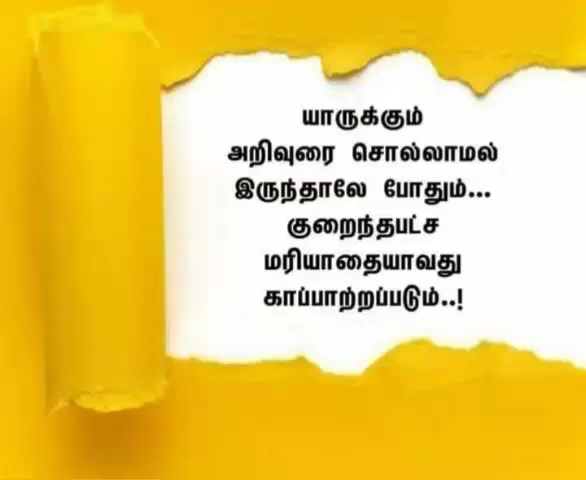 யாருக்கும்
அறிவுரை சொல்லாமல்
இருந்தாலே போதும்...
குறைந்தபட்ச
மரியாதையாவது
காப்பாற்றப்படும்..!